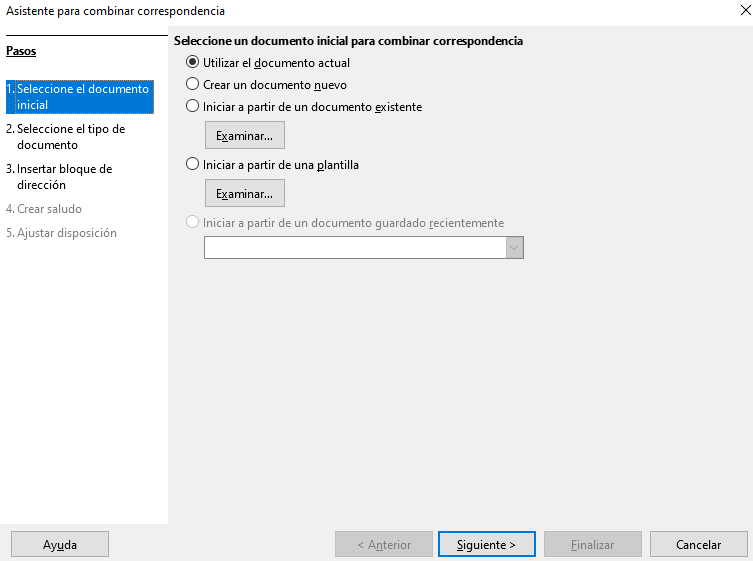 Asistente para combinar correspondencia
Pasos
1. Seleccione el documento
inicial
2. Seleccione el tipo de
documento
3. Insertar bloque de
dirección
4. Crear saludo
5. Ajustar disposición
Seleccione un documento inicial para combinar correspondencia
Utilizar el documento actual
Crear un documento nuevo
Iniciar a partir de un documento existente
Examinar...
Iniciar a partir de una plantilla
Examinar...
Iniciar a partir de un documento guardado recientemente
Ayuda
< Anterior
Siguiente >
Finalizar
Cancelar